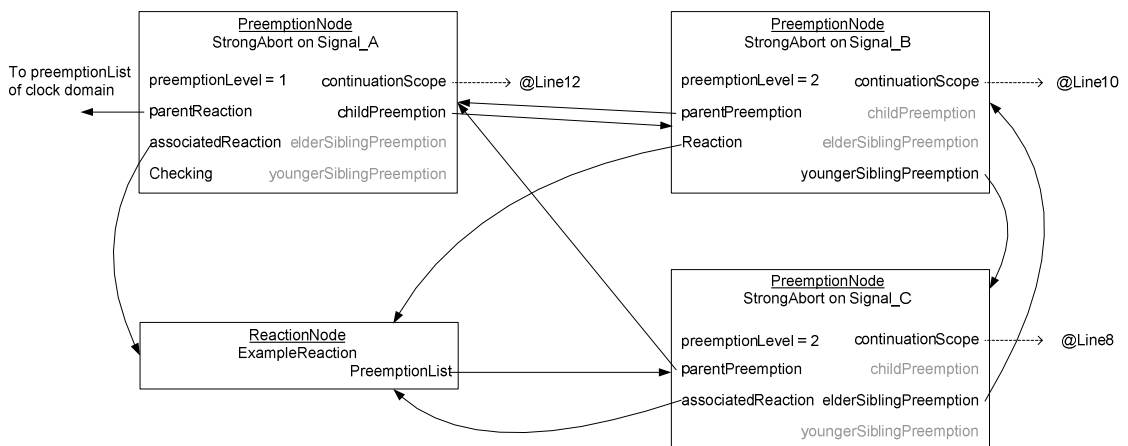 To preemptionList
of clock domain
PreemptionNode
StrongAbort on Signal_A
preemptionLevel = 1
continuationScope
@Line12
parentReaction
childPreemption
associatedReaction
elderSiblingPreemption
Checking
youngerSiblingPreemption
PreemptionNode
StrongAbort on Signal_B
preemptionLevel = 2
continuationScope
@Line10
parentPreemption
childPreemption
Reaction
elderSiblingPreemption
youngerSiblingPreemption
ReactionNode
ExampleReaction
PreemptionList
PreemptionNode
StrongAbort on Signal_C
preemptionLevel = 2
continuationScope
@Line8
parentPreemption
childPreemption
associatedReaction
elderSiblingPreemption
youngerSiblingPreemption